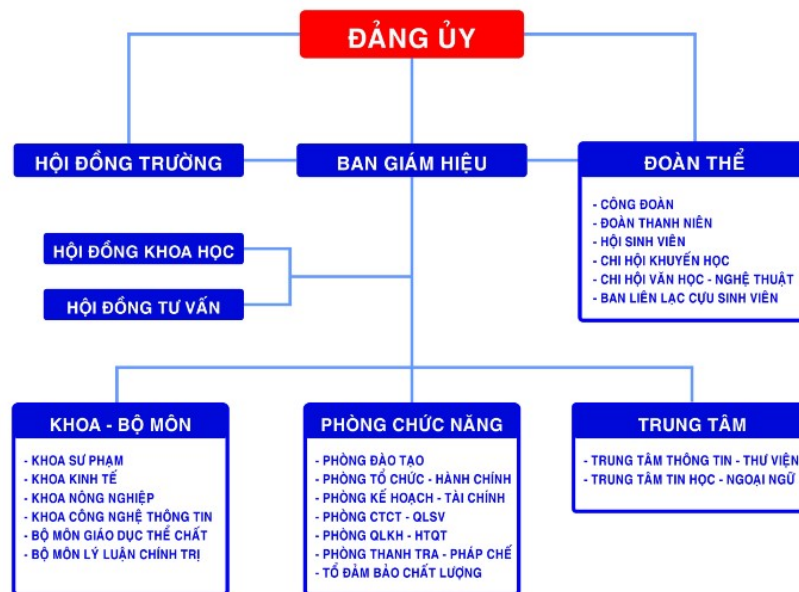 ĐẢNG ỦY
HỘI ĐỒNG TRƯỜNG
BAN GIÁM HIỆU
ĐOÀN THỂ
- CÔNG ĐOÀN
- ĐOÀN THANH NIÊN
- HỘI SINH VIÊN
- CHI HỘI KHUYẾN HỌC
- CHI HỘI VĂN HỌC - NGHỆ THUẬT
- BAN LIÊN LẠC CỰU SINH VIÊN
HỘI ĐỒNG KHOA HỌC
HỘI ĐỒNG TƯ VẤN
KHOA - BỘ MÔN
- KHOA SƯ PHẠM
- KHOA KINH TẾ
- KHOA NÔNG NGHIỆP
- KHOA CÔNG NGHỆ THÔNG TIN
- BỘ MÔN GIÁO DỤC THỂ CHẤT
- BỘ MÔN LÝ LUẬN CHÍNH TRỊ
PHÒNG CHỨC NĂNG
- PHÒNG ĐÀO TẠO
- PHÒNG TỔ CHỨC - HÀNH CHÍNH
- PHÒNG KẾ HOẠCH - TÀI CHÍNH
- PHÒNG CTCT - QLSV
- PHÒNG QLKH - HTQT
- PHÒNG THANH TRA - PHÁP CHẾ
- TỔ ĐẢM BẢO CHẤT LƯỢNG
TRUNG TÂM
- TRUNG TÂM THÔNG TIN - THƯ VIỆN
- TRUNG TÂM TIN HỌC - NGOẠI NGỮ